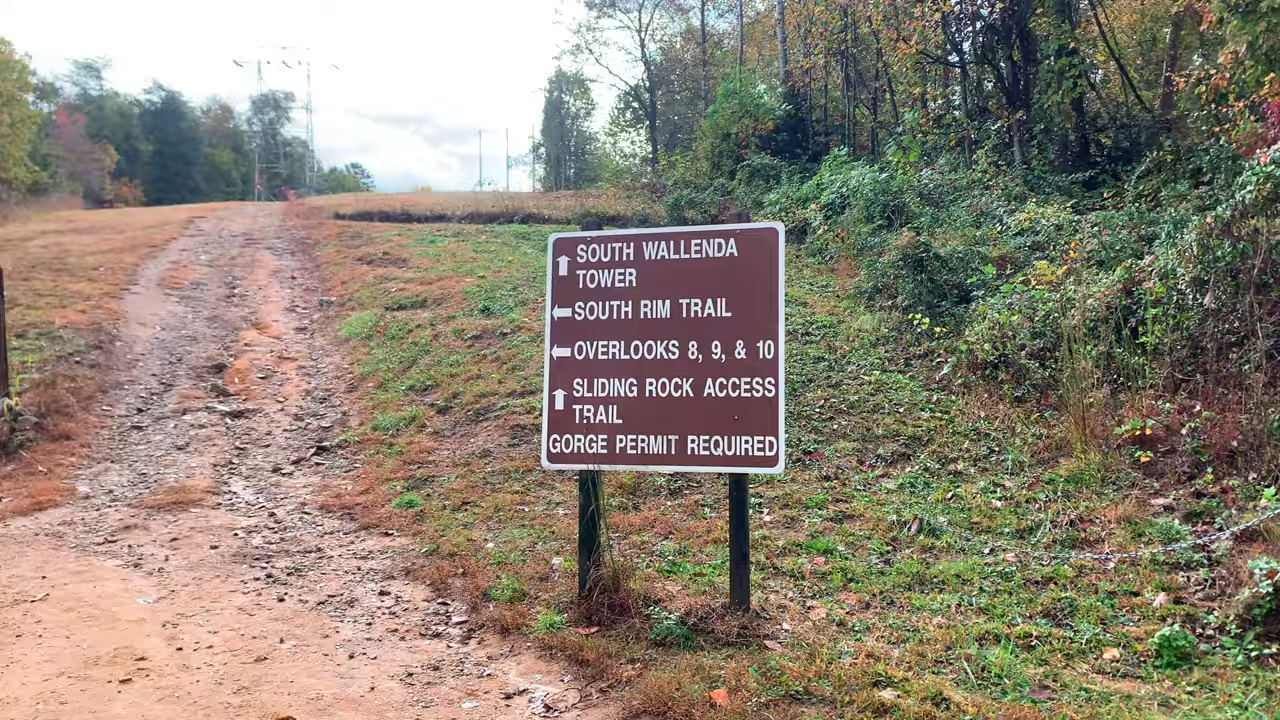 SOUTH WALLENDA
TOWER
SOUTH RIM TRAIL
OVERLOOKS 8, 9, & 10
SLIDING ROCK ACCESS
TRAIL
GORGE PERMIT REQUIRED